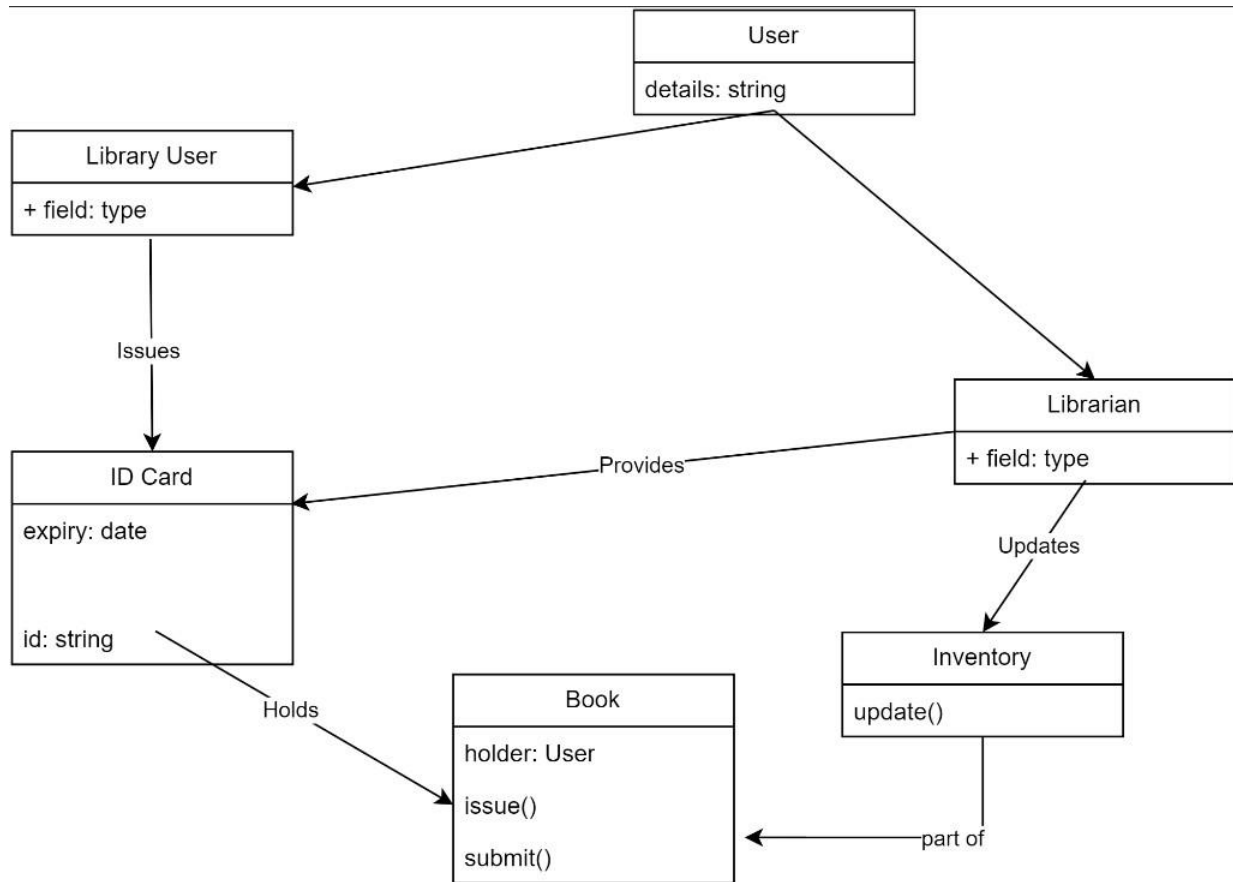 User
details: string
Library User
+ field: type
Issues
Librarian
+ field: type
Provides
ID Card
expiry: date
id: string
Updates
Inventory
update()
Holds
Book
holder: User
issue()
submit()
part of